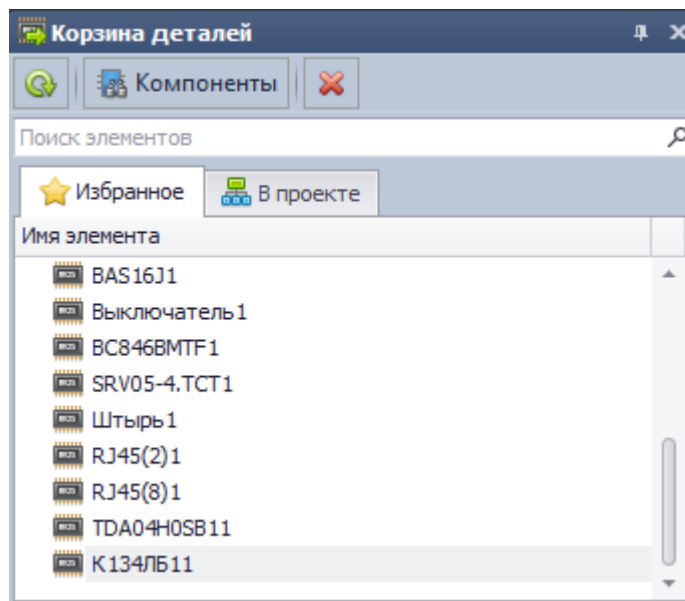 Корзина деталей
Компоненты
Поиск элементов
Избранное
В проекте
Имя элемента
BAS16J1
Выключатель1
BC846BMTF1
SRV05-4.TCT1
Штырь1
RJ45(2)1
RJ45(8)1
TDA04H0SB11
К134ЛБ11